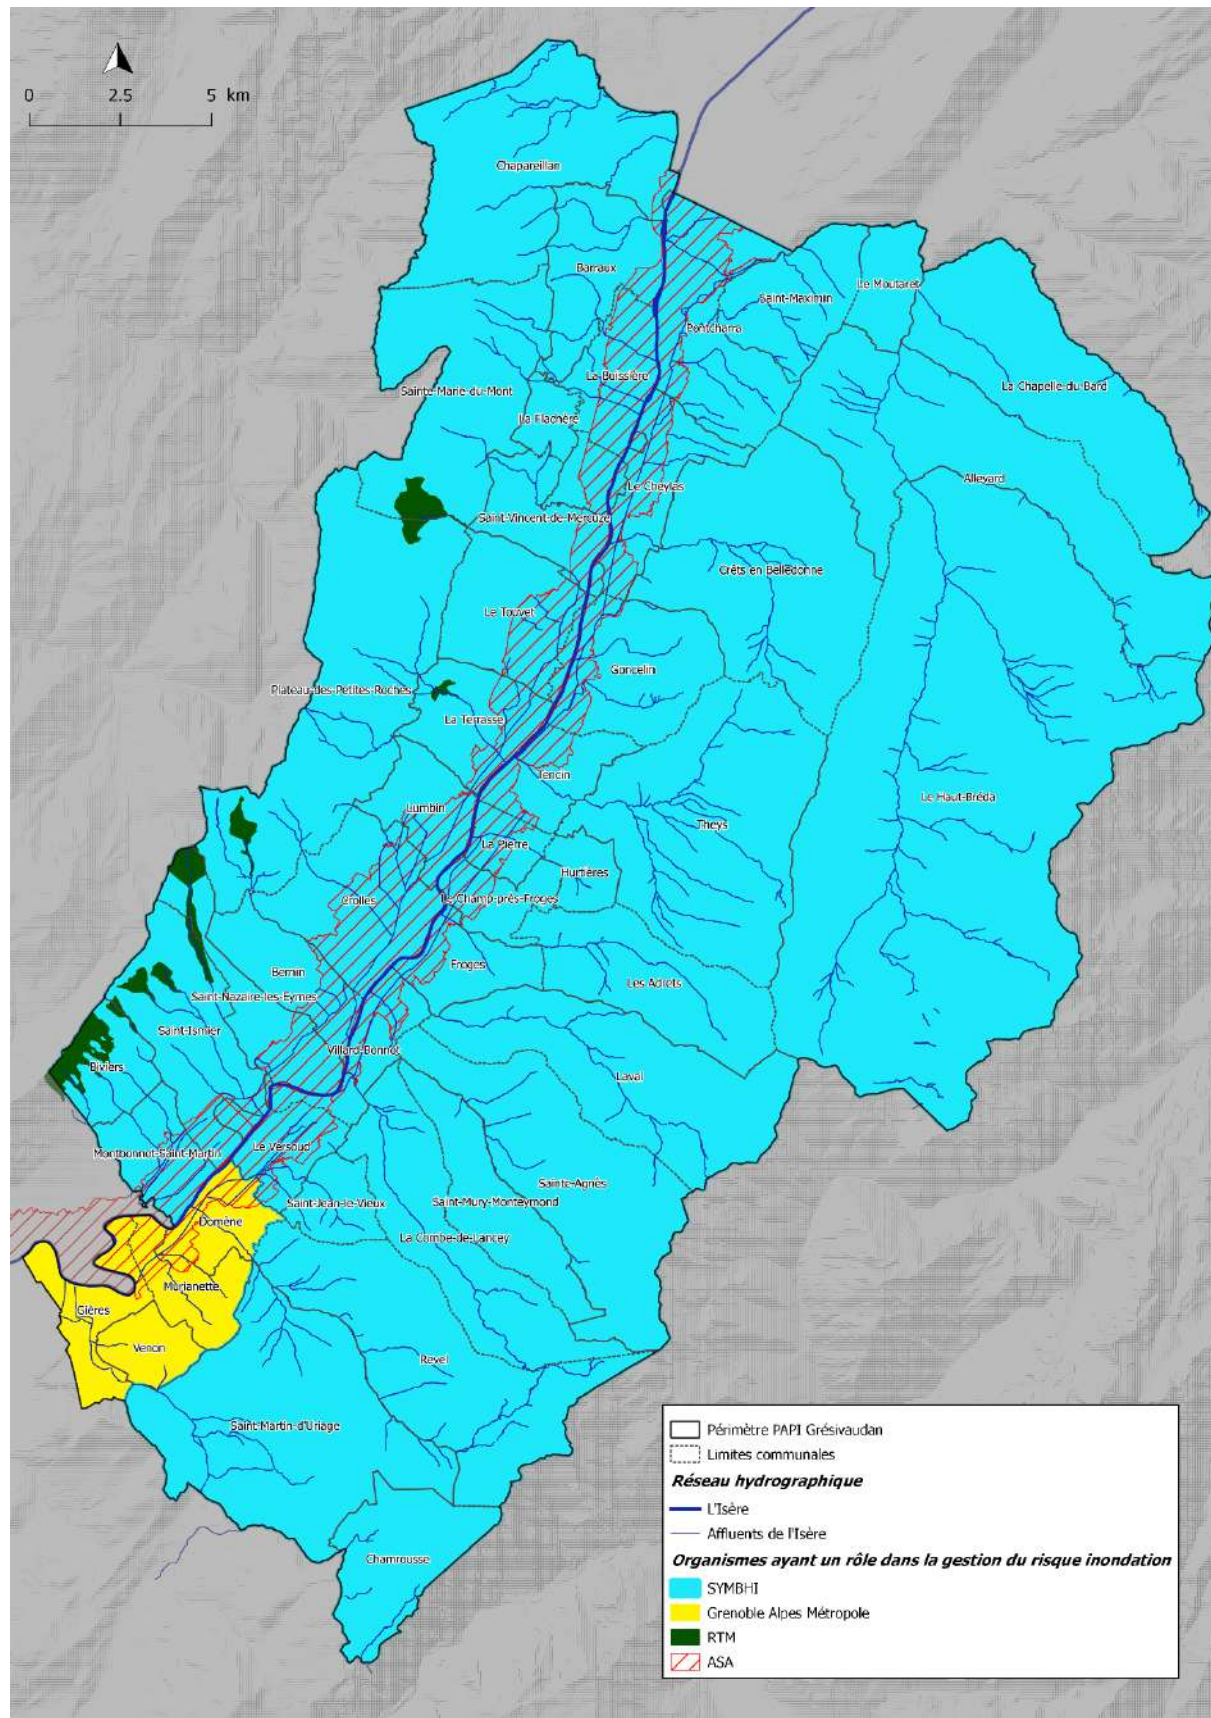 0 2.5 5 km
Chapareillan
Barraux
Le Moutaret
Saint-Maximin
Pontcharra
La Buissière
La Chapelle-du-Bard
Sainte-Marie-du-Mont
La Flachère
Allevard
Le Cheylas
Saint-Vincent-de-Mercuze
Crêts en Belledonne
Le Touvet
Goncelin
Plateau-des-Petites-Roches
La Terrasse
Tencin
Le Haut-Bréda
Lumbin
Theys
La Pierre
Hurtières
Crolles
Le Champ-près-Froges
Bernin
Froges
Les Adrets
Saint-Nazaire-les-Eymes
Saint-Ismier
Villard-Bonnot
Biviers
Laval
Le Versoud
Montbonnot-Saint-Martin
Sainte-Agnès
Saint-Jean-le-Vieux
Saint-Mury-Monteymond
Domène
La Combe-de-Lancey
Murianette
Gières
Venon
Revel
Saint-Martin-d'Uriage
Chamrousse
Périmètre PAPI Grésivaudan
Limites communales
Réseau hydrographique
L'Isère
Affluents de l'Isère
Organismes ayant un rôle dans la gestion du risque inondation
SYMBHI
Grenoble Alpes Métropole
RTM
ASA